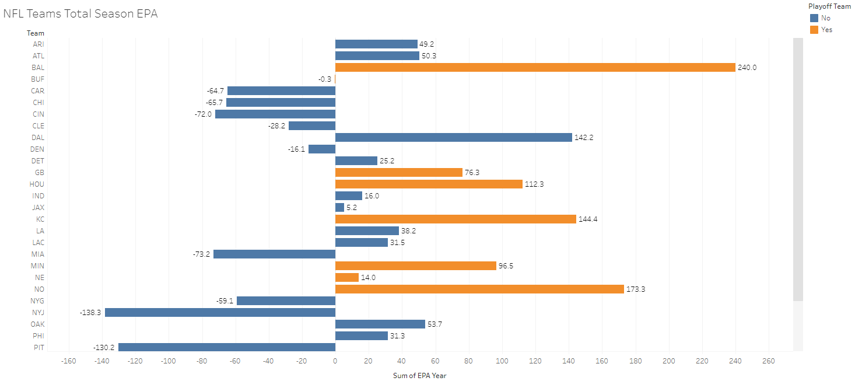 NFL Teams Total Season EPA
Playoff Team
No
Yes
Team
ARI 49.2
ATL 50.3
BAL 240.0
BUF -0.3
CAR -64.7
CHI -65.7
CIN -72.0
CLE -28.2
DAL 142.2
DEN -16.1
DET 25.2
GB 76.3
HOU 112.3
IND 16.0
JAX 5.2
KC 144.4
LA 38.2
LAC 31.5
MIA -73.2
MIN 96.5
NE 14.0
NO 173.3
NYG -59.1
NYJ -138.3
OAK 53.7
PHI 31.3
PIT -130.2
-160 -140 -120 -100 -80 -60 -40 -20 0 20 40 60 80 100 120 140 160 180 200 220 240 260
Sum of EPA Year